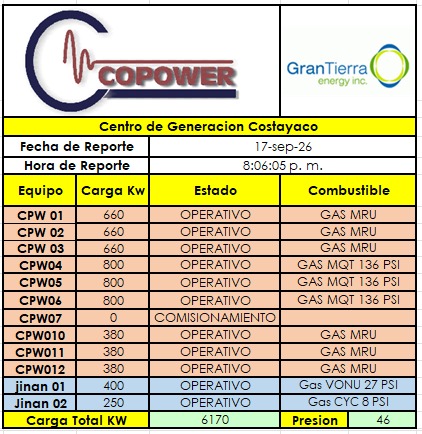 COPOWER
GranTierra
energy inc.
Centro de Generacion Costayaco
Fecha de Reporte 17-sep-26
Hora de Reporte 8:06:05 p. m.
Equipo Carga Kw Estado Combustible
CPW 01 660 OPERATIVO GAS MRU
CPW 02 660 OPERATIVO GAS MRU
CPW 03 660 OPERATIVO GAS MRU
CPW04 800 OPERATIVO GAS MQT 136 PSI
CPW05 800 OPERATIVO GAS MQT 136 PSI
CPW06 800 OPERATIVO GAS MQT 136 PSI
CPW07 0 COMISIONAMIENTO
CPW010 380 OPERATIVO GAS MRU
CPW011 380 OPERATIVO GAS MRU
CPW012 380 OPERATIVO GAS MRU
jinan 01 400 OPERATIVO Gas VONU 27 PSI
Jinan 02 250 OPERATIVO Gas CYC 8 PSI
Carga Total KW 6170 Presion 46